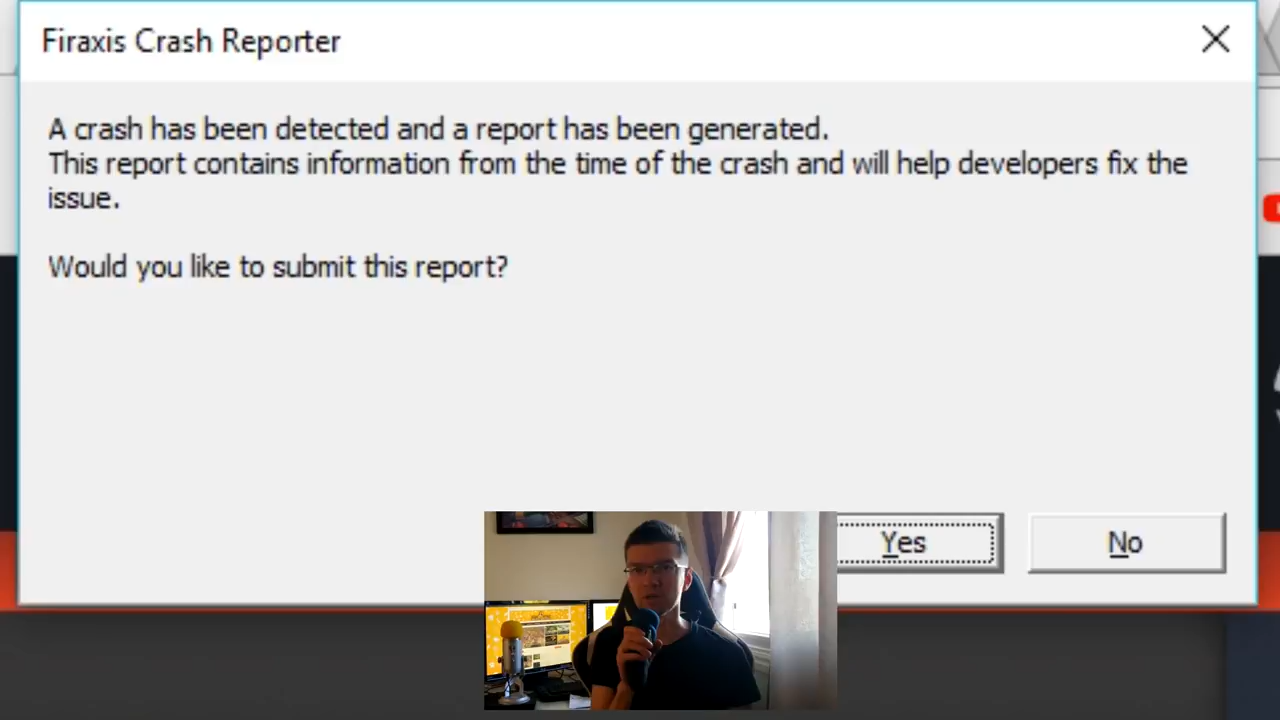 Firaxis Crash Reporter
A crash has been detected and a report has been generated.
This report contains information from the time of the crash and will help developers fix the
issue.
Would you like to submit this report?
Yes
No